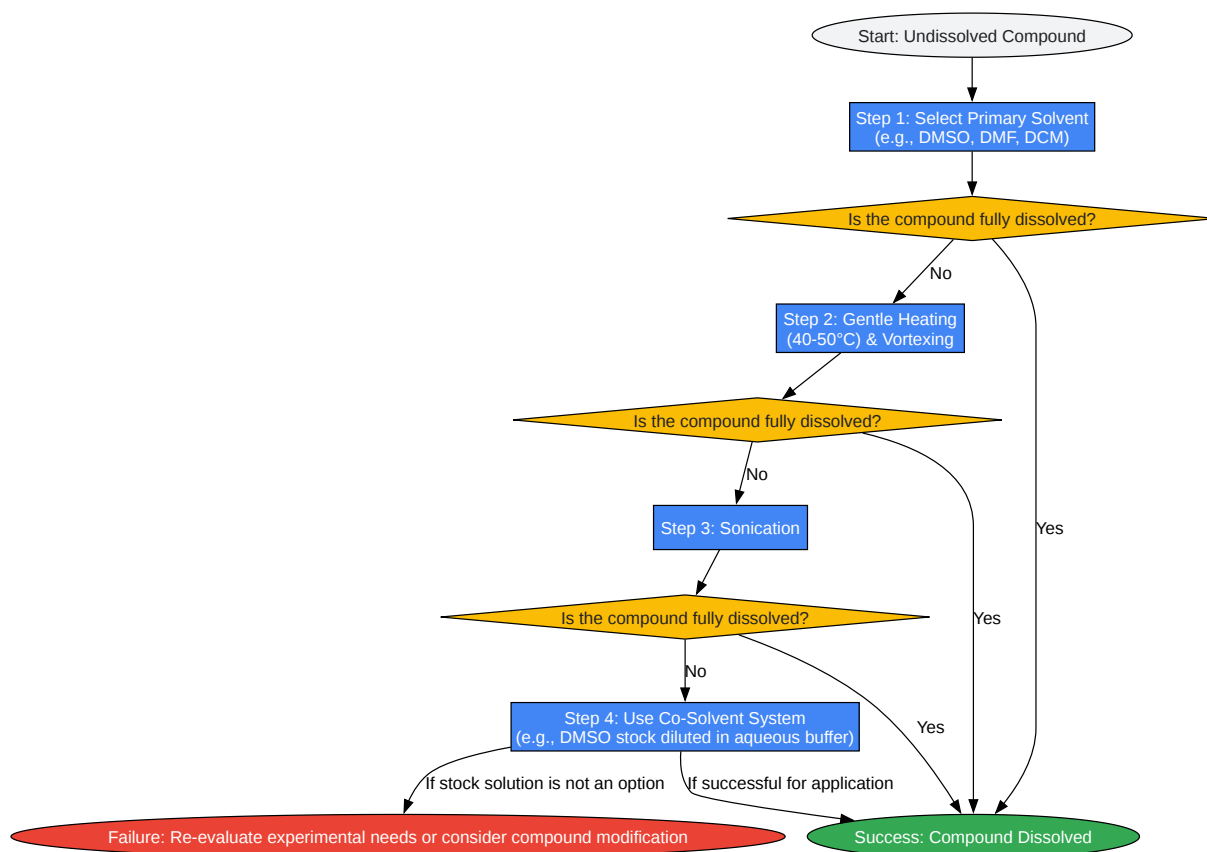 Start: Undissolved Compound
Step 1: Select Primary Solvent
(e.g., DMSO, DMF, DCM)
Is the compound fully dissolved?
No
Step 2: Gentle Heating
(40-50°C) & Vortexing
Is the compound fully dissolved?
No
Step 3: Sonication
Yes
Is the compound fully dissolved?
Yes
No
Step 4: Use Co-Solvent System
(e.g., DMSO stock diluted in aqueous buffer)
Yes
If stock solution is not an option
If successful for application
Failure: Re-evaluate experimental needs or consider compound modification
Success: Compound Dissolved